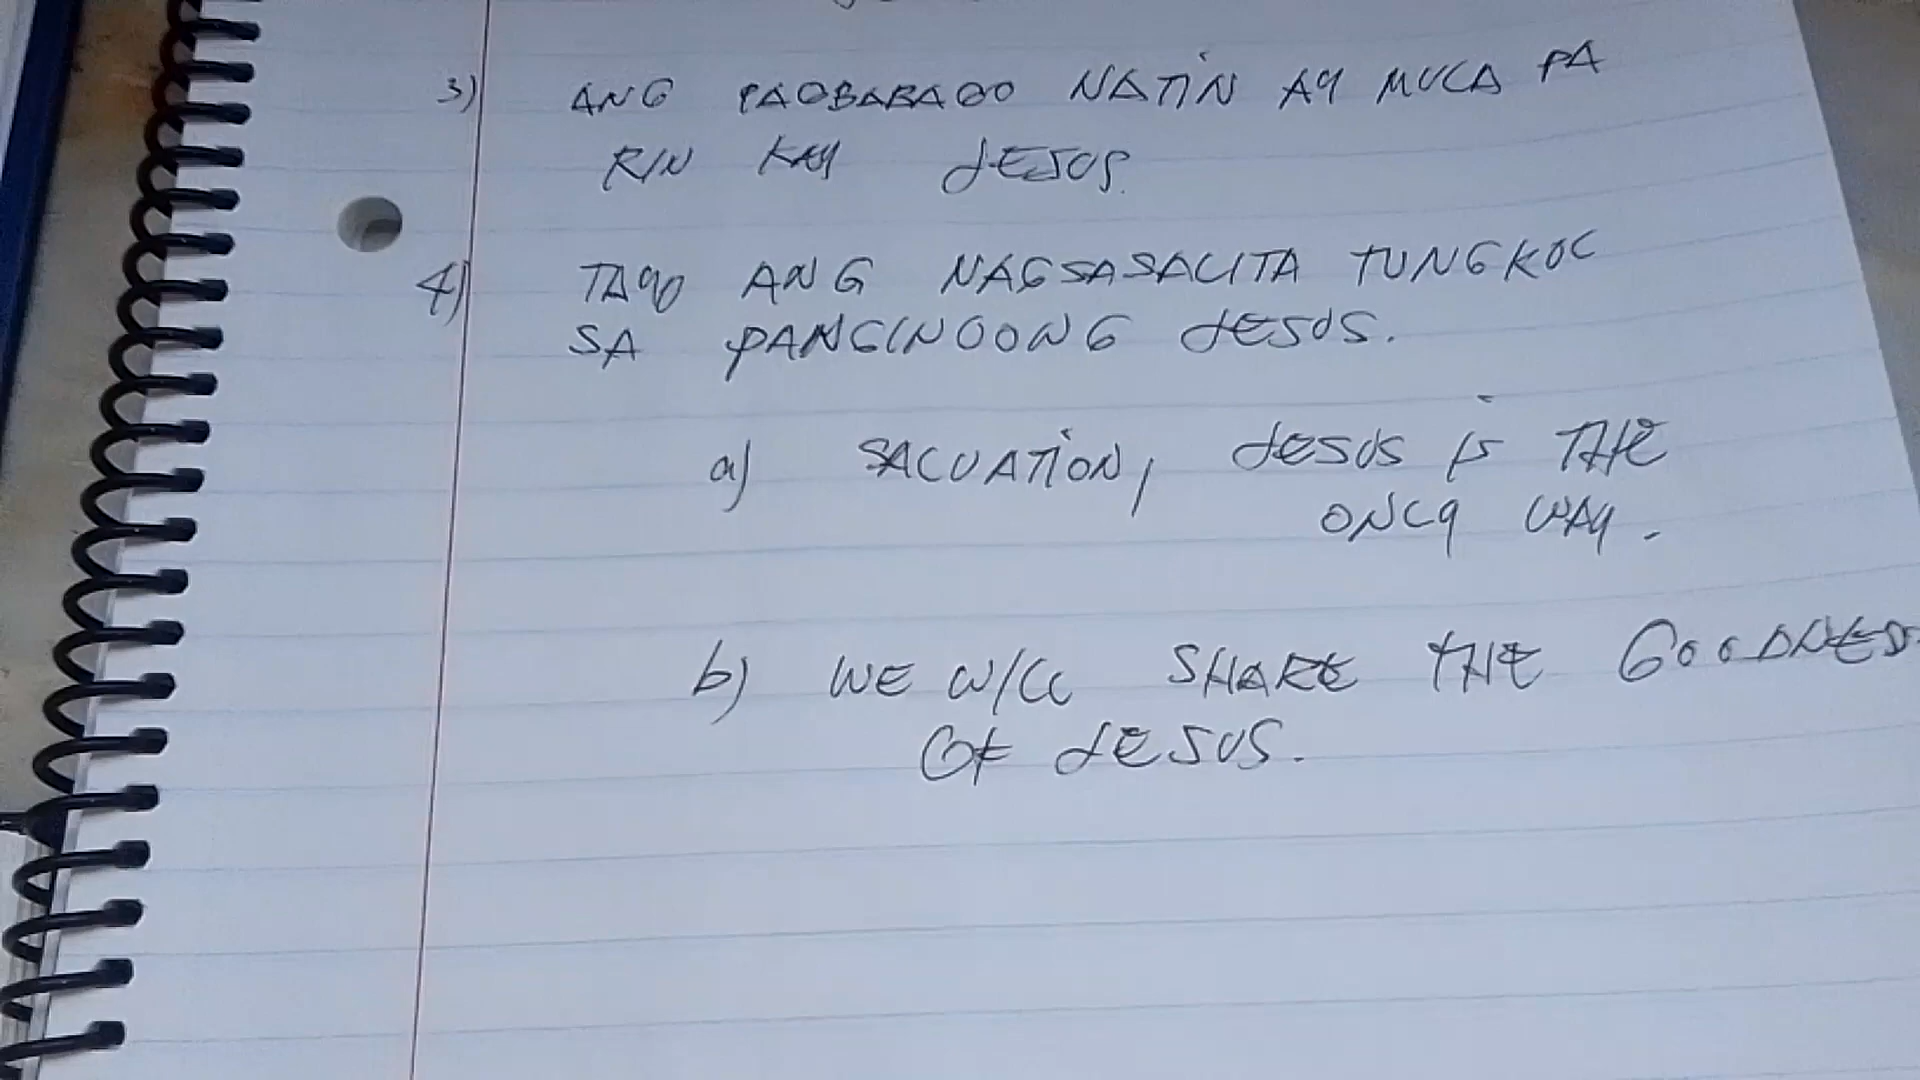 3) ANG PAGBABAGO NATIN AY MULA PA
RIN KAY JESUS.
4) TAYO ANG NAGSASALITA TUNGKOL
SA PANGINOONG JESUS.
a) SALVATION, JESUS IS THE
ONLY WAY.
b) WE WILL SHARE THE GOODNESS
OF JESUS.